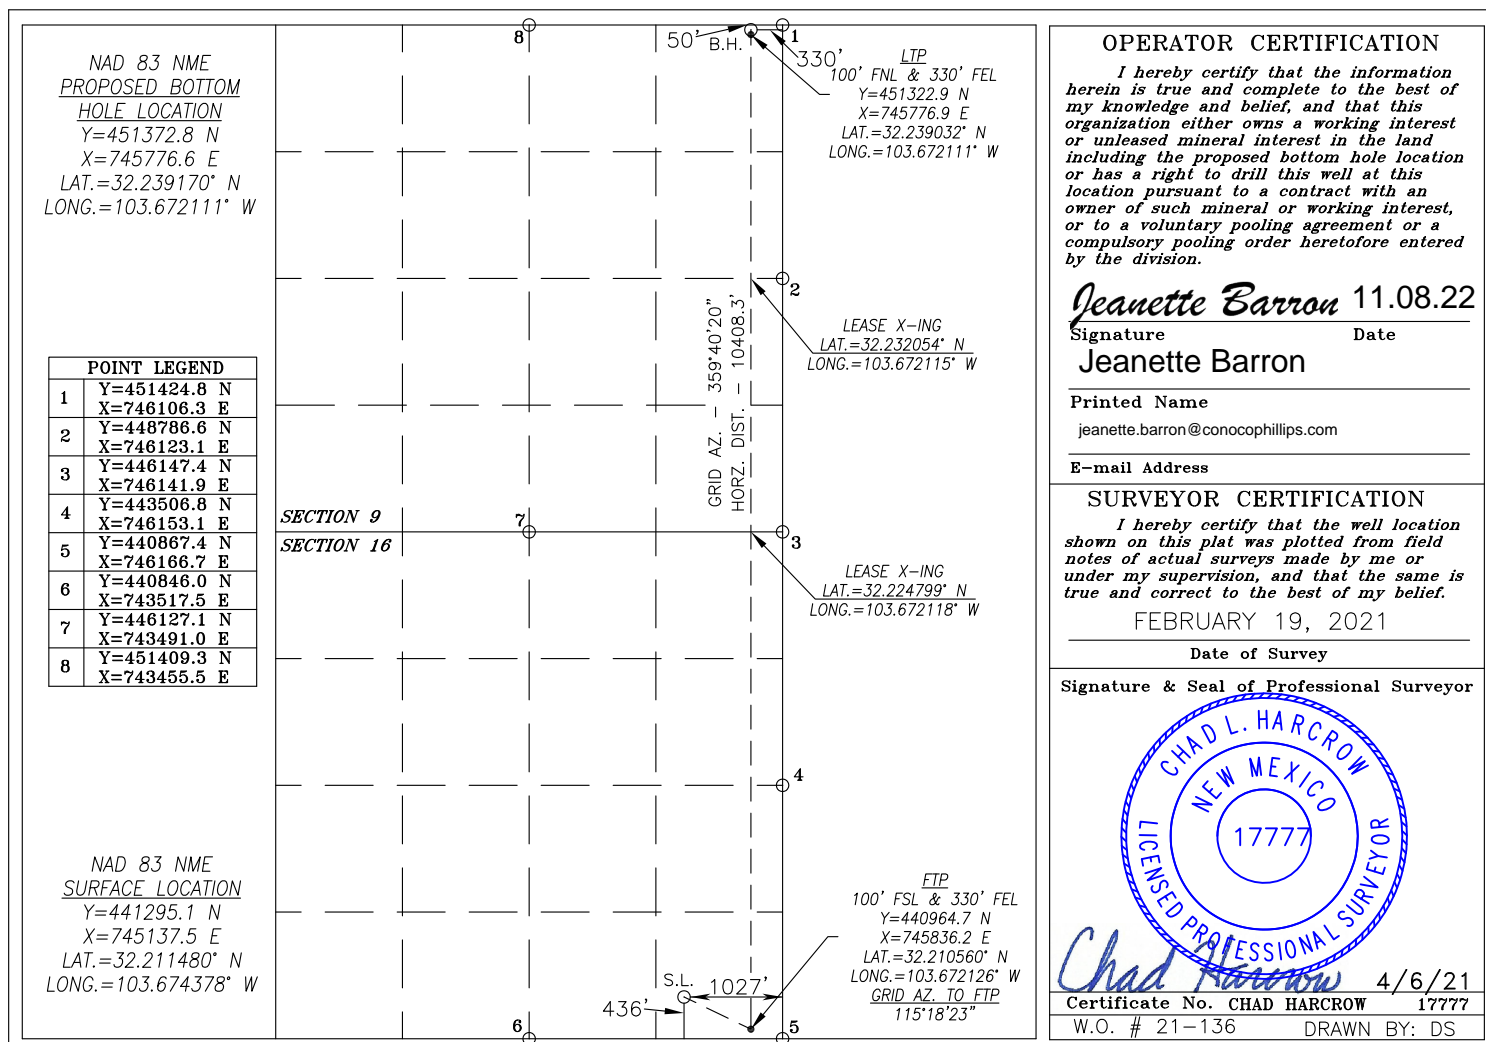 NAD 83 NME
PROPOSED BOTTOM
HOLE LOCATION
Y=451372.8 N
X=745776.6 E
LAT.=32.239170° N
LONG.=103.672111° W
POINT LEGEND
1 Y=451424.8 N
X=746106.3 E
2 Y=448786.6 N
X=746123.1 E
3 Y=446147.4 N
X=746141.9 E
4 Y=443506.8 N
X=746153.1 E
5 Y=440867.4 N
X=746166.7 E
6 Y=440846.0 N
X=743517.5 E
7 Y=446127.1 N
X=743491.0 E
8 Y=451409.3 N
X=743455.5 E
NAD 83 NME
SURFACE LOCATION
Y=441295.1 N
X=745137.5 E
LAT.=32.211480° N
LONG.=103.674378° W
8
50'
B.H.
1
330'
LTP
100' FNL & 330' FEL
Y=451322.9 N
X=745776.9 E
LAT.=32.239032° N
LONG.=103.672111° W
2
LEASE X-ING
LAT.=32.232054° N
LONG.=103.672115° W
GRID AZ. - 359°40'20"
HORZ. DIST. - 10408.3'
SECTION 9
7
SECTION 16
3
LEASE X-ING
LAT.=32.224799° N
LONG.=103.672118° W
4
FTP
100' FSL & 330' FEL
Y=440964.7 N
X=745836.2 E
LAT.=32.210560° N
LONG.=103.672126° W
GRID AZ. TO FTP
115°18'23"
S.L.
1027'
436'
6
5
OPERATOR CERTIFICATION
I hereby certify that the information
herein is true and complete to the best of
my knowledge and belief, and that this
organization either owns a working interest
or unleased mineral interest in the land
including the proposed bottom hole location
or has a right to drill this well at this
location pursuant to a contract with an
owner of such mineral or working interest,
or to a voluntary pooling agreement or a
compulsory pooling order heretofore entered
by the division.
Jeanette Barron 11.08.22
Signature Date
Jeanette Barron
Printed Name
jeanette.barron@conocophillips.com
E-mail Address
SURVEYOR CERTIFICATION
I hereby certify that the well location
shown on this plat was plotted from field
notes of actual surveys made by me or
under my supervision, and that the same is
true and correct to the best of my belief.
FEBRUARY 19, 2021
Date of Survey
Signature & Seal of Professional Surveyor
CHAD L. HARCROW
NEW MEXICO
17777
LICENSED PROFESSIONAL SURVEYOR
Chad Harcrow 4/6/21
Certificate No. CHAD HARCROW 17777
W.O. # 21-136 DRAWN BY: DS